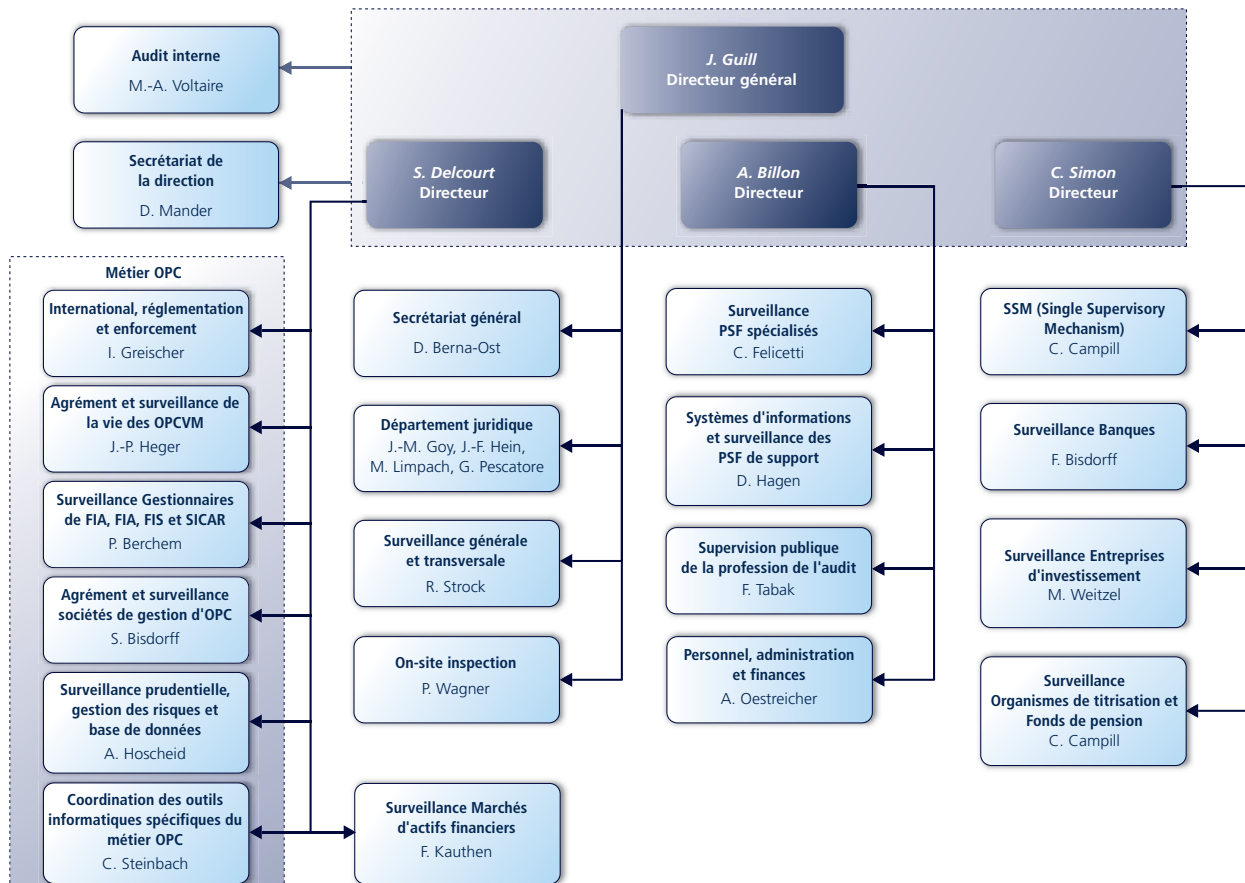 Audit interne
M.-A. Voltaire
J. Guill
Directeur général
Secrétariat de
la direction
D. Mander
S. Delcourt
Directeur
A. Billon
Directeur
C. Simon
Directeur
Métier OPC
International, réglementation
et enforcement
I. Greischer
Agrément et surveillance de
la vie des OPCVM
J.-P. Heger
Surveillance Gestionnaires
de FIA, FIA, FIS et SICAR
P. Berchem
Agrément et surveillance
sociétés de gestion d'OPC
S. Bisdorff
Surveillance prudentielle,
gestion des risques et
base de données
A. Hoscheid
Coordination des outils
informatiques spécifiques du
métier OPC
C. Steinbach
Secrétariat général
D. Berna-Ost
Département juridique
J.-M. Goy, J.-F. Hein,
M. Limpach, G. Pescatore
Surveillance générale
et transversale
R. Strock
On-site inspection
P. Wagner
Surveillance Marchés
d'actifs financiers
F. Kauthen
Surveillance
PSF spécialisés
C. Felicetti
Systèmes d'informations
et surveillance des
PSF de support
D. Hagen
Supervision publique
de la profession de l'audit
F. Tabak
Personnel, administration
et finances
A. Oestreicher
SSM (Single Supervisory
Mechanism)
C. Campill
Surveillance Banques
F. Bisdorff
Surveillance Entreprises
d'investissement
M. Weitzel
Surveillance
Organismes de titrisation et
Fonds de pension
C. Campill